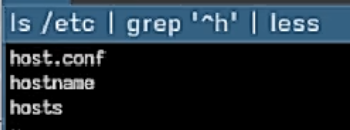 ls /etc | grep '^h' | less
host.conf
hostname
hosts